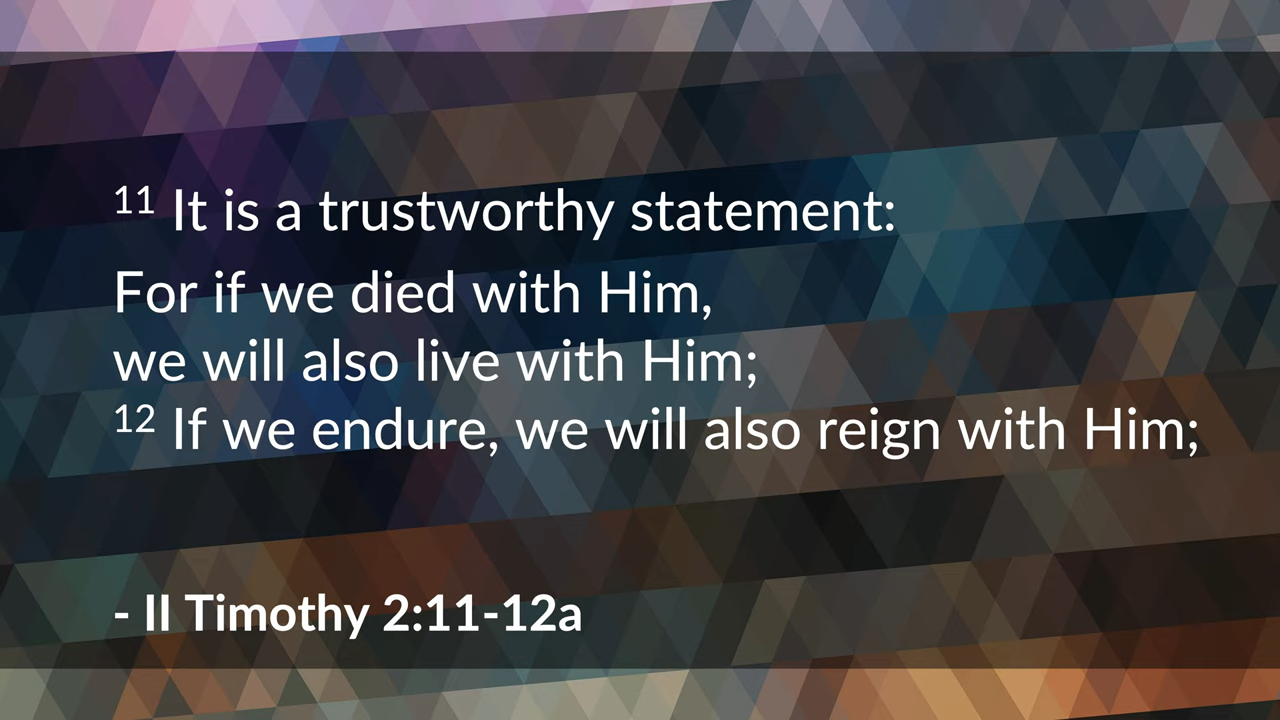 11 It is a trustworthy statement:
For if we died with Him,
we will also live with Him;
12 If we endure, we will also reign with Him;
- II Timothy 2:11-12a